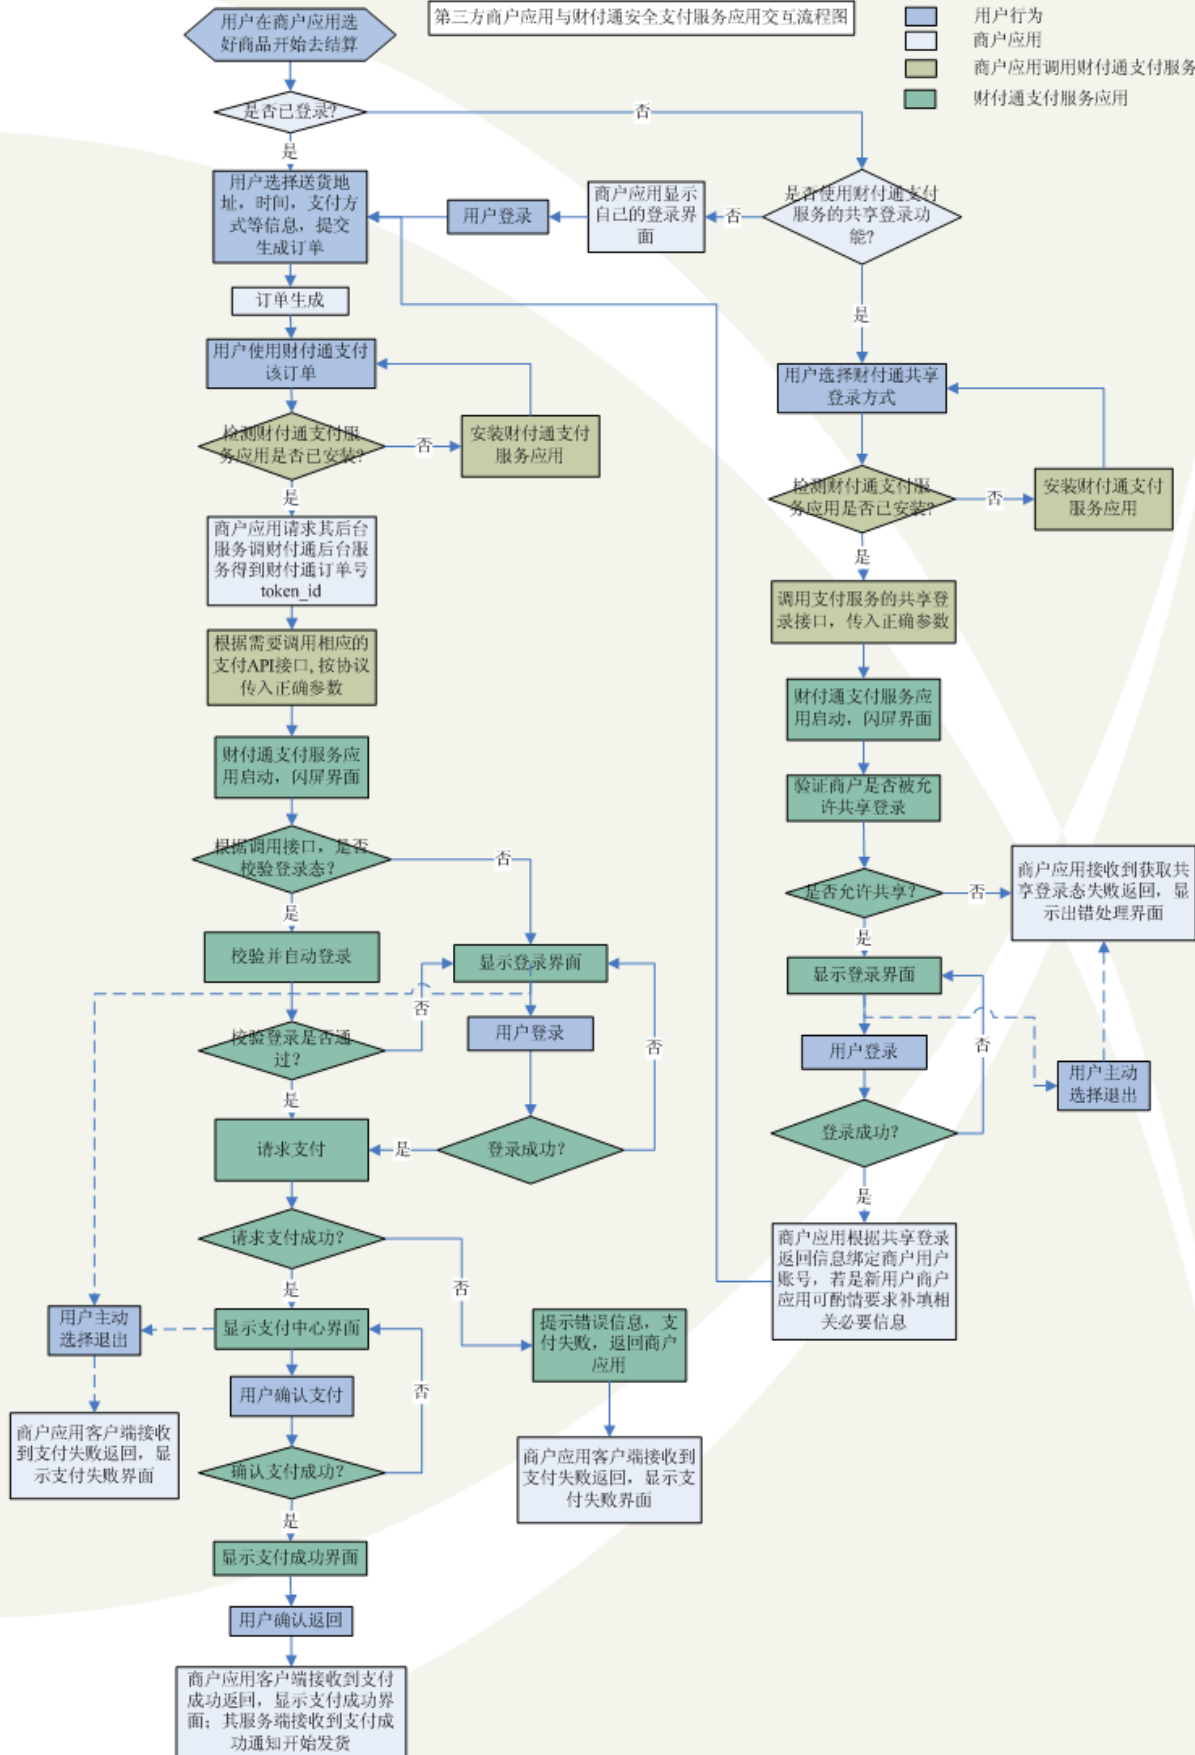 第三方商户应用与财付通安全支付服务应用交互流程图
用户行为
商户应用
商户应用调用财付通支付服务
财付通支付服务应用
用户在商户应用选
好商品开始去结算
是否已登录?
否
是
用户选择送货地
址，时间，支付方
式等信息，提交
生成订单
用户登录
商户应用显示
自己的登录界
面
否
是否使用财付通支付
服务的共享登录功
能?
订单生成
是
用户使用财付通支付
该订单
用户选择财付通共享
登录方式
检测财付通支付服
务应用是否已安装?
否
安装财付通支付
服务应用
检测财付通支付服
务应用是否已安装?
否
安装财付通支付
服务应用
是
商户应用请求其后台
服务调财付通后台服
务得到财付通订单号
token_id
是
调用支付服务的共享登
录接口，传入正确参数
根据需要调用相应的
支付API接口,按协议
传入正确参数
财付通支付服务应
用启动，闪屏界面
财付通支付服务应
用启动，闪屏界面
验证商户是否被允
许共享登录
根据调用接口，是否
校验登录态?
否
是否允许共享?
否
商户应用接收到获取共
享登录态失败返回，显
示出错处理界面
是
是
校验并自动登录
显示登录界面
显示登录界面
否
校验登录是否通
过?
用户登录
否
用户登录
否
用户主动
选择退出
是
请求支付
是
登录成功?
登录成功?
是
请求支付成功?
商户应用根据共享登录
返回信息绑定商户用户
账号，若是新用户商户
应用可酌情要求补填相
关必要信息
是
否
用户主动
选择退出
显示支付中心界面
提示错误信息，支
付失败，返回商户
应用
用户确认支付
否
商户应用客户端接收
到支付失败返回，显
示支付失败界面
确认支付成功?
商户应用客户端接收到
支付失败返回，显示支
付失败界面
是
显示支付成功界面
用户确认返回
商户应用客户端接收到支付
成功返回，显示支付成功界
面；其服务端接收到支付成
功通知开始发货